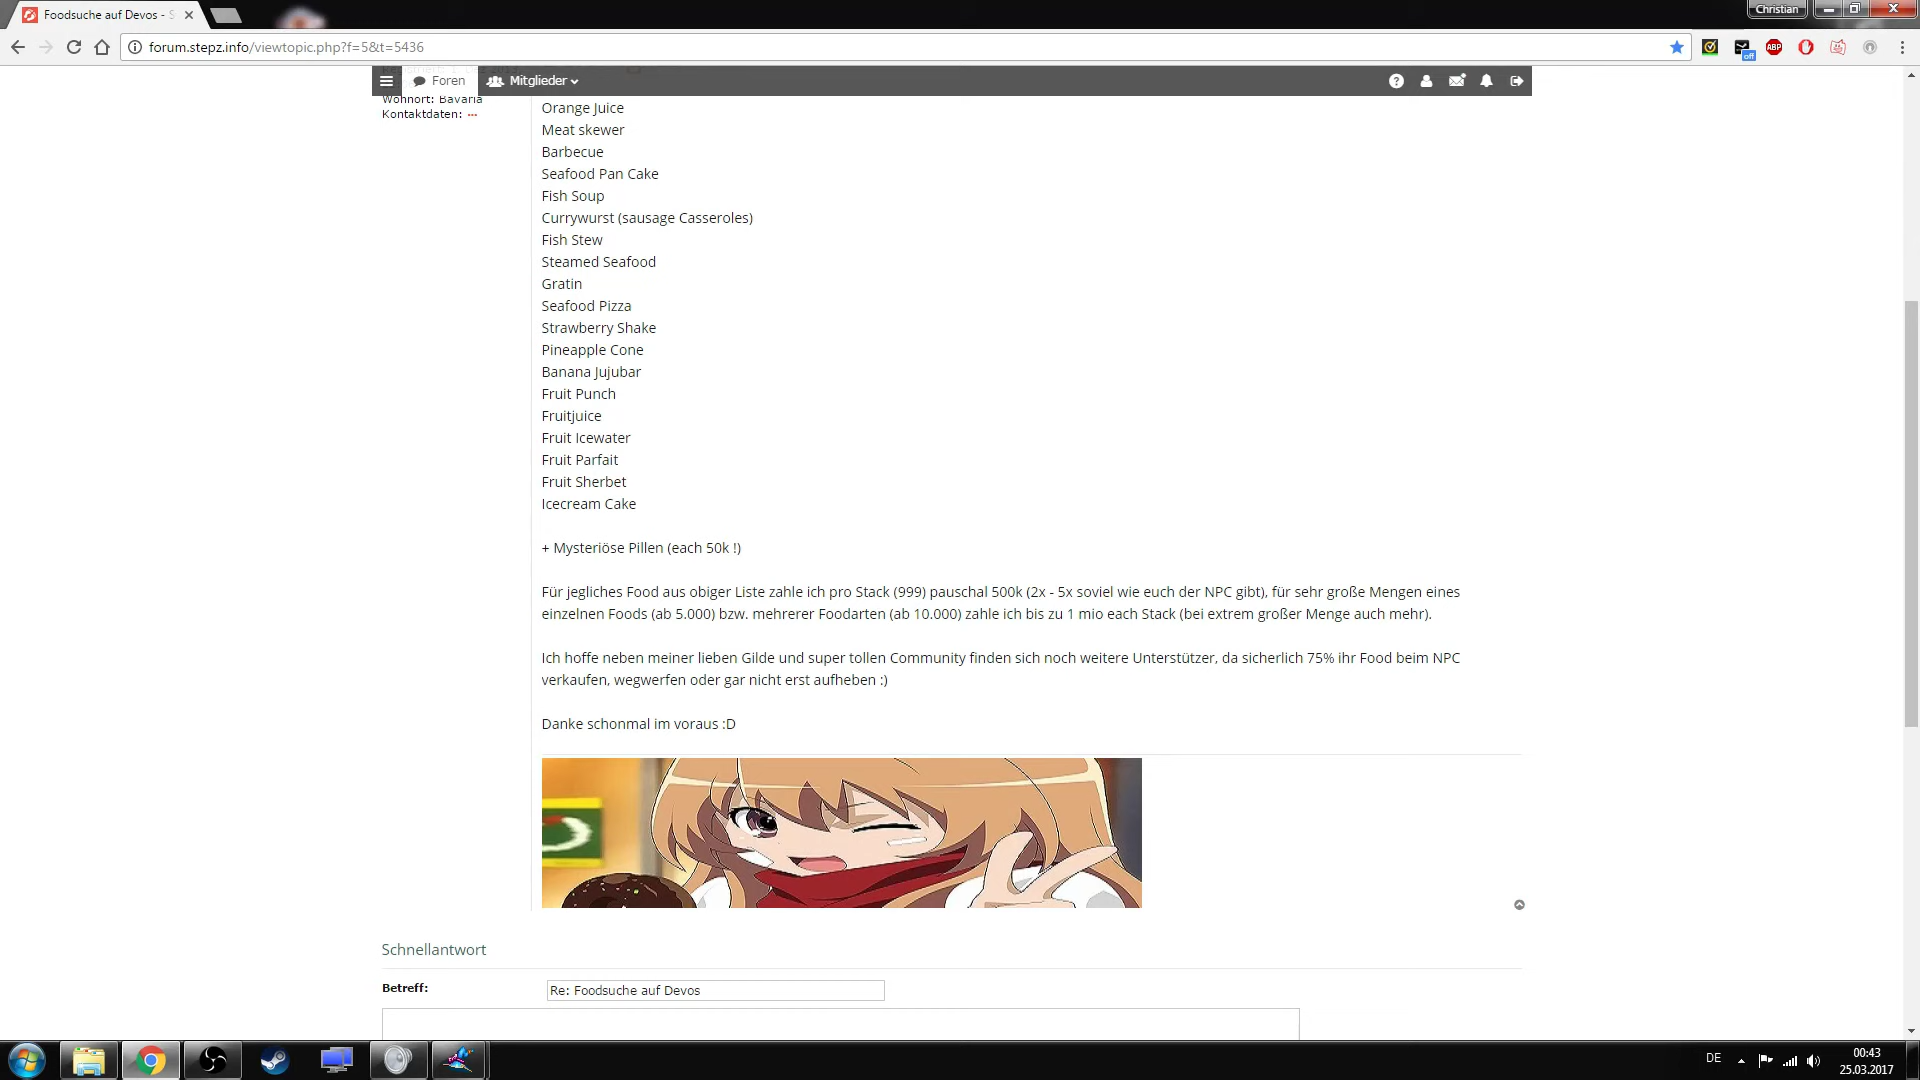 Foodsuche auf Devos - S
Christian
forum.stepz.info/viewtopic.php?f=5&t=5436
off
ABP
Foren
Mitglieder
Wohnort: Bavaria
Kontaktdaten:
Orange Juice
Meat skewer
Barbecue
Seafood Pan Cake
Fish Soup
Currywurst (sausage Casseroles)
Fish Stew
Steamed Seafood
Gratin
Seafood Pizza
Strawberry Shake
Pineapple Cone
Banana Jujubar
Fruit Punch
Fruitjuice
Fruit Icewater
Fruit Parfait
Fruit Sherbet
Icecream Cake
+ Mysteriöse Pillen (each 50k !)
Für jegliches Food aus obiger Liste zahle ich pro Stack (999) pauschal 500k (2x - 5x soviel wie euch der NPC gibt), für sehr große Mengen eines
einzelnen Foods (ab 5.000) bzw. mehrerer Foodarten (ab 10.000) zahle ich bis zu 1 mio each Stack (bei extrem großer Menge auch mehr).
Ich hoffe neben meiner lieben Gilde und super tollen Community finden sich noch weitere Unterstützer, da sicherlich 75% ihr Food beim NPC
verkaufen, wegwerfen oder gar nicht erst aufheben :)
Danke schonmal im voraus :D
Schnellantwort
Betreff:
Re: Foodsuche auf Devos
DE
00:43
25.03.2017